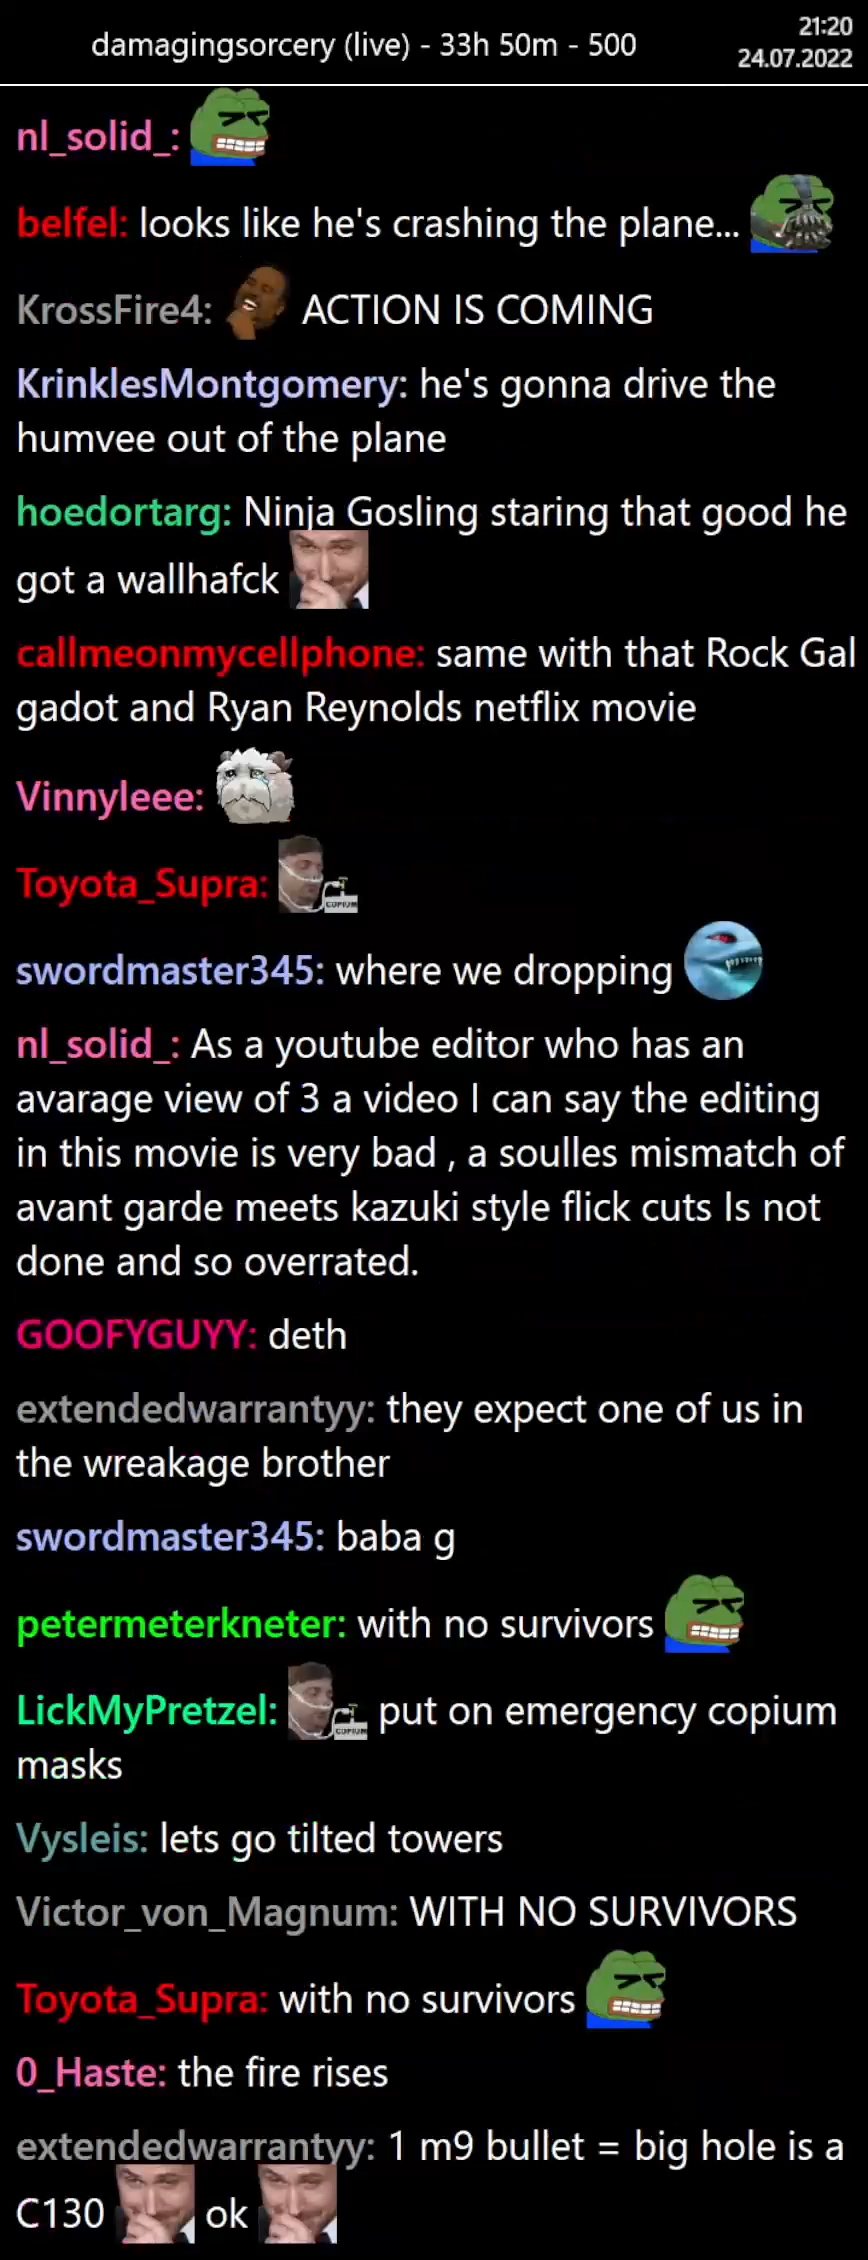 damagingsorcery (live) - 33h 50m - 500
21:20
24.07.2022
nl_solid_:
belfel: looks like he's crashing the plane...
KrossFire4: ACTION IS COMING
KrinklesMontgomery: he's gonna drive the
humvee out of the plane
hoedortarg: Ninja Gosling staring that good he
got a wallhafck
callmeonmycellphone: same with that Rock Gal
gadot and Ryan Reynolds netflix movie
Vinnyleee:
Toyota_Supra:
COPIUM
swordmaster345: where we dropping
nl_solid_: As a youtube editor who has an
avarage view of 3 a video I can say the editing
in this movie is very bad , a soulles mismatch of
avant garde meets kazuki style flick cuts Is not
done and so overrated.
GOOFYGUYY: deth
extendedwarrantyy: they expect one of us in
the wreakage brother
swordmaster345: baba g
petermeterkneter: with no survivors
LickMyPretzel: COPIUM put on emergency copium
masks
Vysleis: lets go tilted towers
Victor_von_Magnum: WITH NO SURVIVORS
Toyota_Supra: with no survivors
0_Haste: the fire rises
extendedwarrantyy: 1 m9 bullet = big hole is a
C130 ok